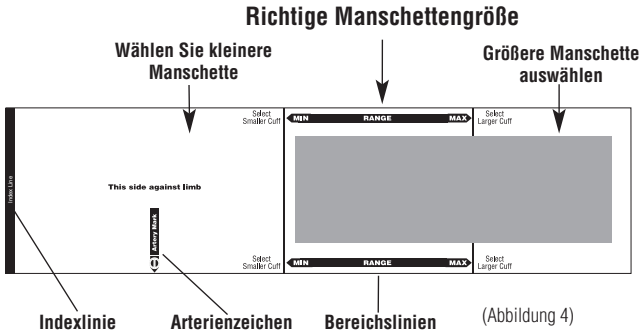 Richtige Manschettengröße
Wählen Sie kleinere
Manschette
Größere Manschette
auswählen
Select
Smaller Cuff
MIN RANGE MAX
Select
Larger Cuff
Index Line
This side against limb
Artery Mark
Select
Smaller Cuff
MIN RANGE MAX
Select
Larger Cuff
Indexlinie
Arterienzeichen
Bereichslinien
(Abbildung 4)